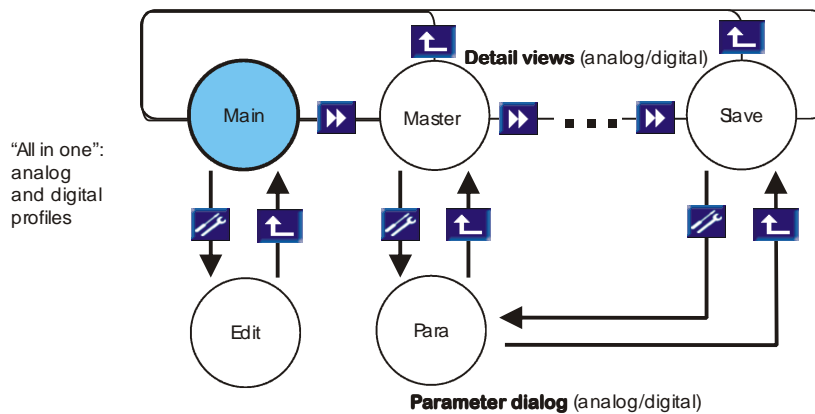 Detail views (analog/digital)
Main
Master
Slave
“All in one”:
analog
and digital
profiles
Edit
Para
Parameter dialog (analog/digital)